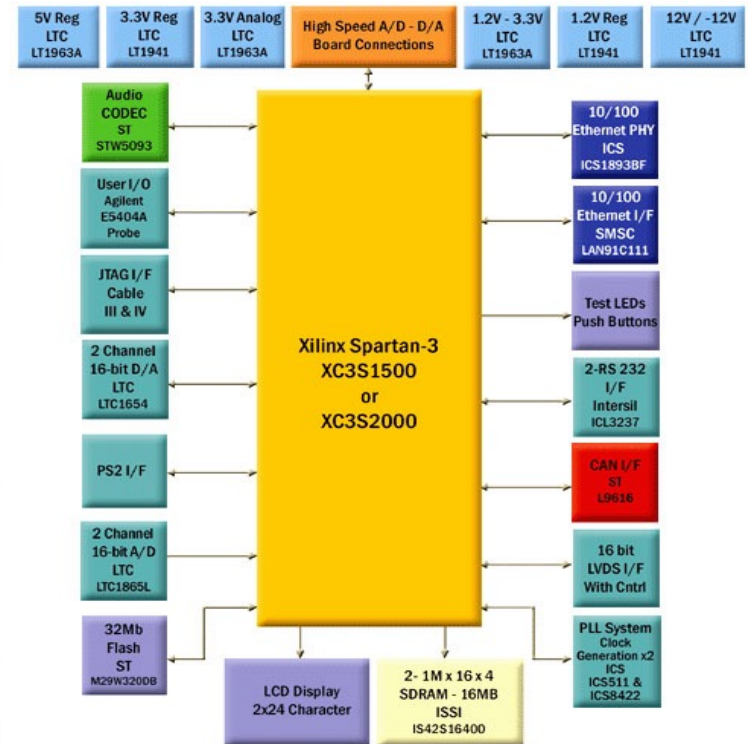 5V Reg
LTC
LT1963A
3.3V Reg
LTC
LT1941
3.3V Analog
LTC
LT1963A
High Speed A/D - D/A
Board Connections
1.2V - 3.3V
LTC
LT1963A
1.2V Reg
LTC
LT1941
12V / -12V
LTC
LT1941
Audio
CODEC
ST
STW5093
User I/O
Agilent
E5404A
Probe
JTAG I/F
Cable
III & IV
2 Channel
16-bit D/A
LTC
LTC1654
PS2 I/F
2 Channel
16-bit A/D
LTC
LTC1865L
32Mb
Flash
ST
M29W320DB
Xilinx Spartan-3
XC3S1500
or
XC3S2000
10/100
Ethernet PHY
ICS
ICS1893BF
10/100
Ethernet I/F
SMSC
LAN91C111
Test LEDs
Push Buttons
2-RS 232
I/F
Intersil
ICL3237
CAN I/F
ST
L9616
16 bit
LVDS I/F
With Cntrl
PLL System
Clock
Generation x2
ICS
ICS511 &
ICS8422
LCD Display
2x24 Character
2- 1M x 16 x 4
SDRAM - 16MB
ISSI
IS42S16400